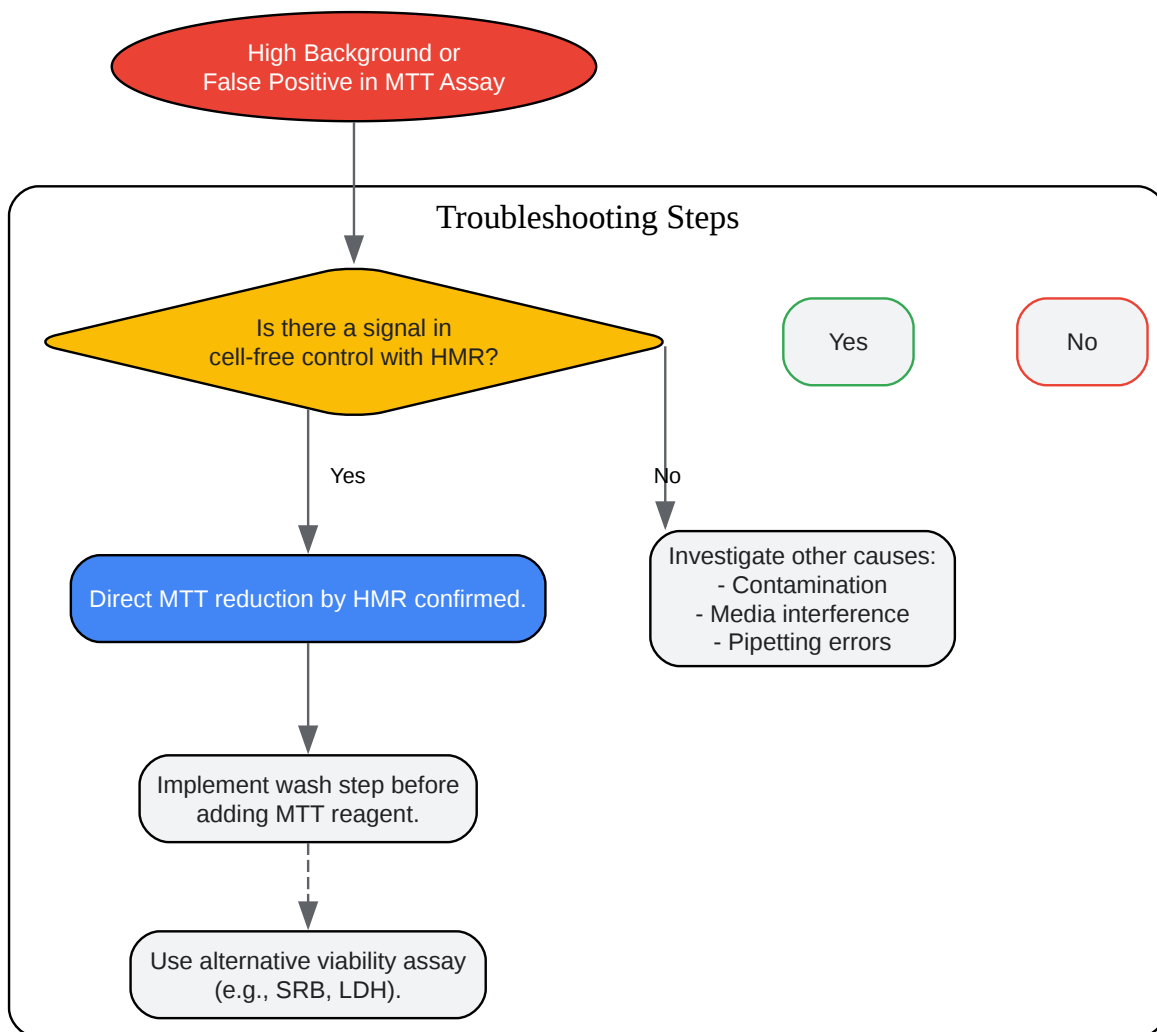 High Background or
False Positive in MTT Assay
Troubleshooting Steps
Is there a signal in
cell-free control with HMR?
Yes
No
Yes
No
Direct MTT reduction by HMR confirmed.
Investigate other causes:
- Contamination
- Media interference
- Pipetting errors
Implement wash step before
adding MTT reagent.
Use alternative viability assay
(e.g., SRB, LDH).